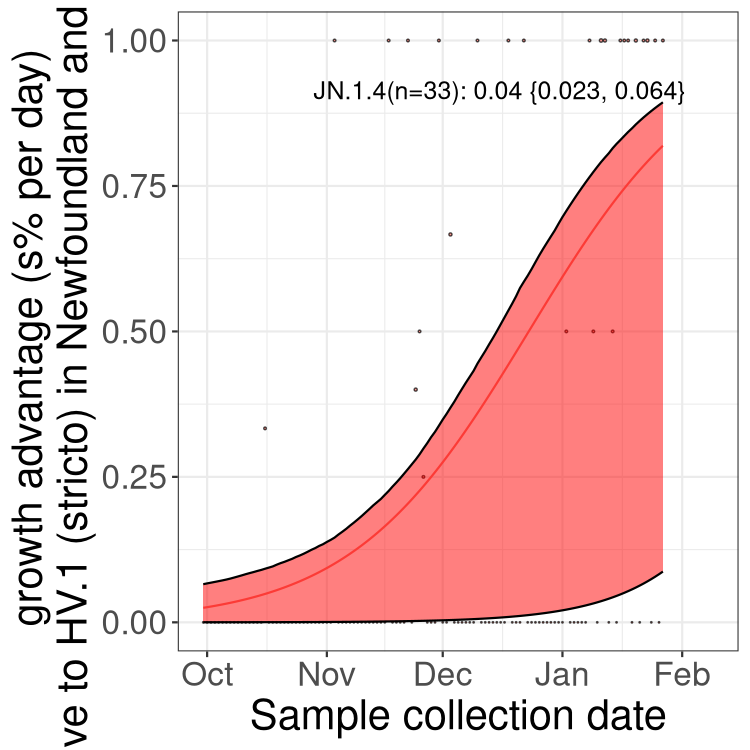 growth advantage (s% per day)
ve to HV.1 (stricto) in Newfoundland and
1.00
0.75
0.50
0.25
0.00
JN.1.4(n=33): 0.04 {0.023, 0.064}
Oct Nov Dec Jan Feb
Sample collection date